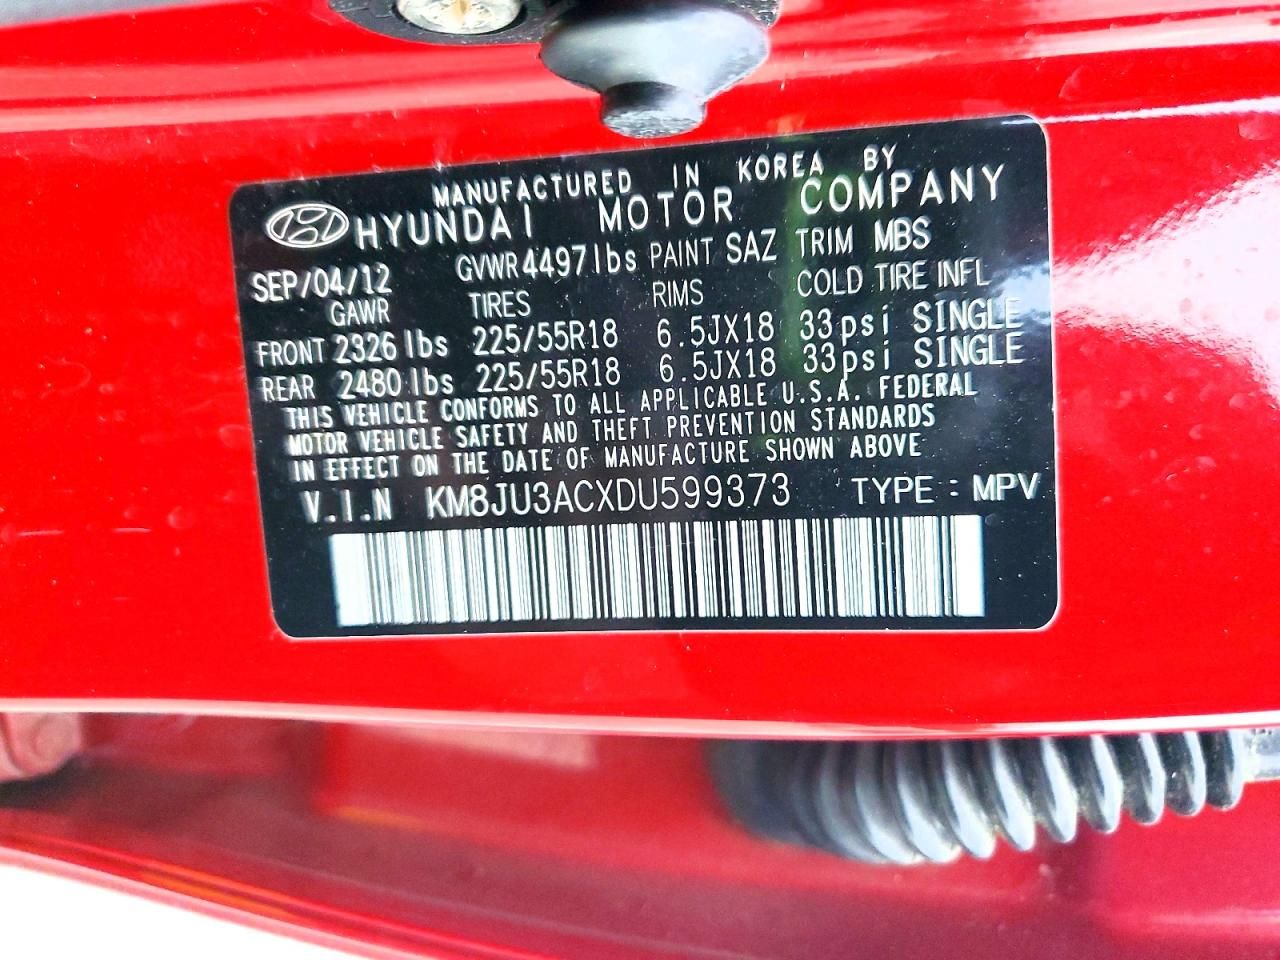 MANUFACTURED IN KOREA BY
HYUNDAI MOTOR COMPANY
SEP/04/12 GVWR 4497lbs PAINT SAZ TRIM MBS
GAWR TIRES RIMS COLD TIRE INFL
FRONT 2326 lbs 225/55R18 6.5JX18 33psi SINGLE
REAR 2480 lbs 225/55R18 6.5JX18 33psi SINGLE
THIS VEHICLE CONFORMS TO ALL APPLICABLE U.S.A. FEDERAL
MOTOR VEHICLE SAFETY AND THEFT PREVENTION STANDARDS
IN EFFECT ON THE DATE OF MANUFACTURE SHOWN ABOVE
V.I.N KM8JU3ACXDU599373 TYPE : MPV